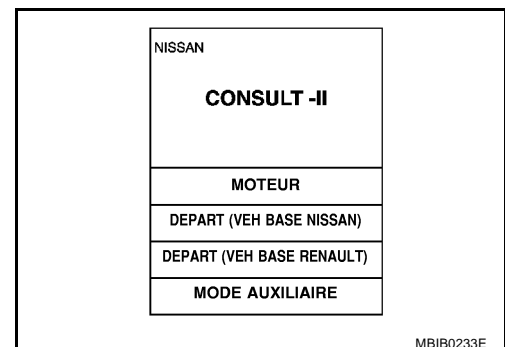 NISSAN
CONSULT -II
MOTEUR
DEPART (VEH BASE NISSAN)
DEPART (VEH BASE RENAULT)
MODE AUXILIAIRE
MBIB0233E